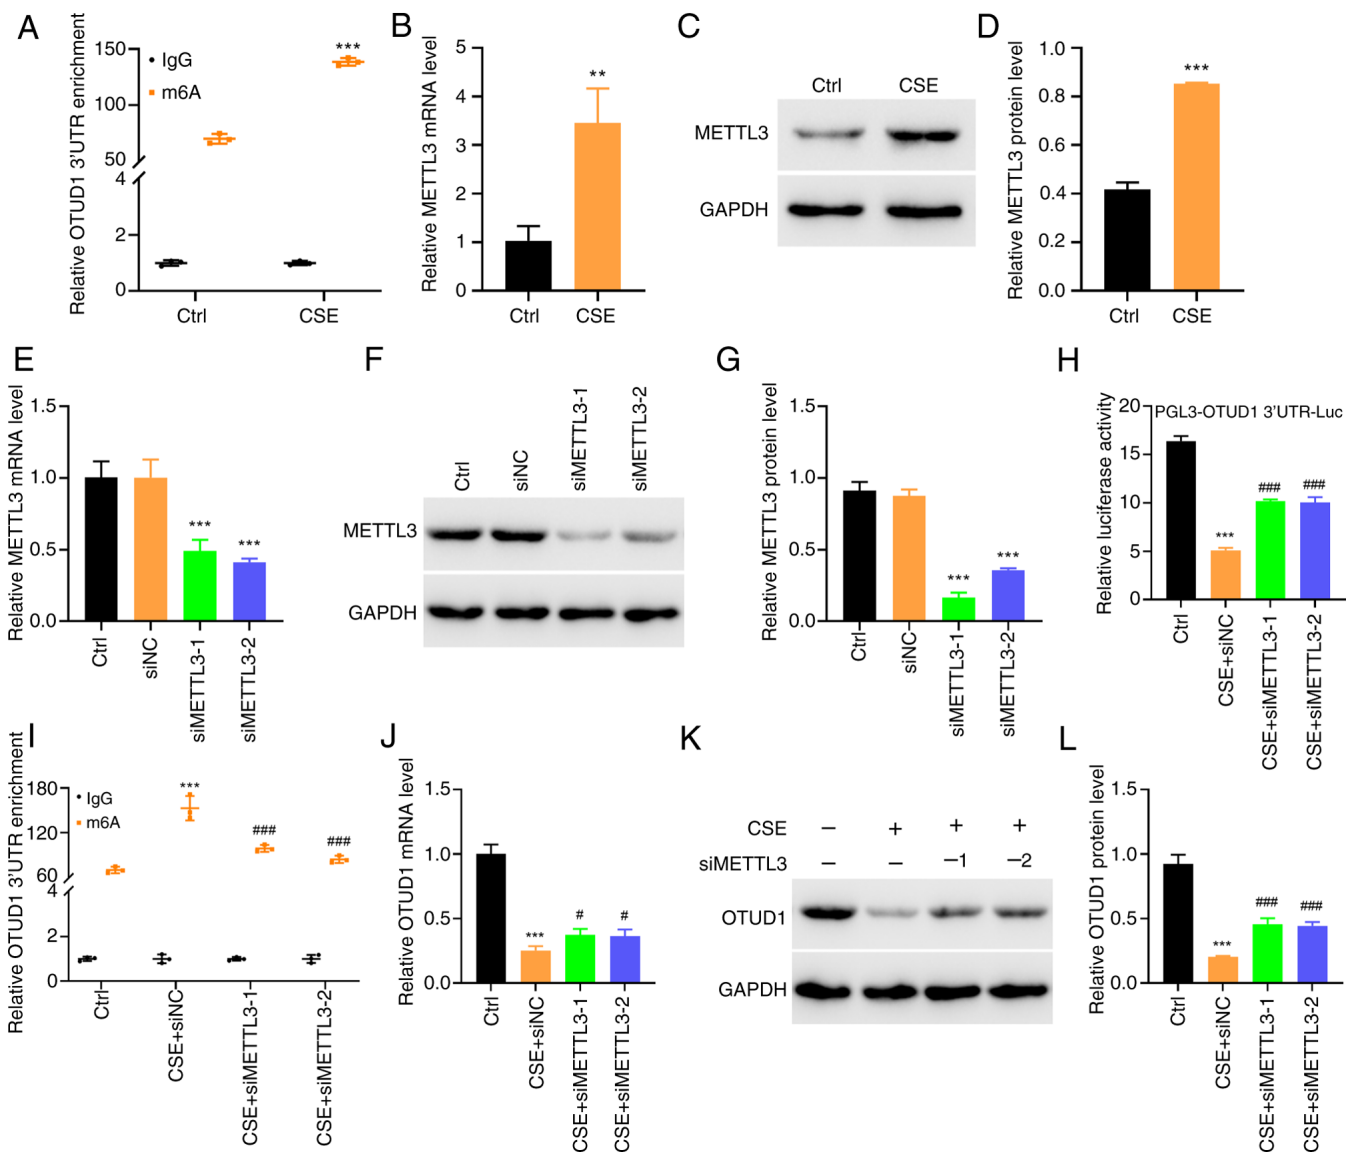 A
Relative OTUD1 3'UTR enrichment
150
100
50
4
2
0
IgG
m6A
***
Ctrl
CSE
B
Relative METTL3 mRNA level
5
4
3
2
1
0
**
Ctrl
CSE
C
Ctrl
CSE
METTL3
GAPDH
D
Relative METTL3 protein level
1.0
0.8
0.6
0.4
0.2
0.0
***
Ctrl
CSE
E
Relative METTL3 mRNA level
1.5
1.0
0.5
0.0
***
***
Ctrl
siNC
siMETTL3-1
siMETTL3-2
F
Ctrl
siNC
siMETTL3-1
siMETTL3-2
METTL3
GAPDH
G
Relative METTL3 protein level
1.5
1.0
0.5
0.0
***
***
Ctrl
siNC
siMETTL3-1
siMETTL3-2
H
Relative luciferase activity
PGL3-OTUD1 3'UTR-Luc
20
15
10
5
0
***
###
###
Ctrl
CSE+siNC
CSE+siMETTL3-1
CSE+siMETTL3-2
I
Relative OTUD1 3'UTR enrichment
180
120
60
4
2
0
IgG
m6A
***
###
###
Ctrl
CSE+siNC
CSE+siMETTL3-1
CSE+siMETTL3-2
J
Relative OTUD1 mRNA level
1.5
1.0
0.5
0.0
***
#
#
Ctrl
CSE+siNC
CSE+siMETTL3-1
CSE+siMETTL3-2
K
CSE − + + +
siMETTL3 − − −1 −2
OTUD1
GAPDH
L
Relative OTUD1 protein level
1.5
1.0
0.5
0.0
***
###
###
Ctrl
CSE+siNC
CSE+siMETTL3-1
CSE+siMETTL3-2